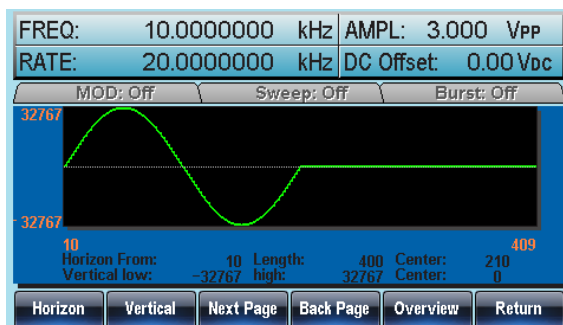 FREQ: 10.0000000 kHz AMPL: 3.000 VPP
RATE: 20.0000000 kHz DC Offset: 0.00 VDC
MOD: Off Sweep: Off Burst: Off
32767
- 32767
10 409
Horizon From: 10 Length: 400 Center: 210
Vertical low: -32767 high: 32767 Center: 0
Horizon Vertical Next Page Back Page Overview Return